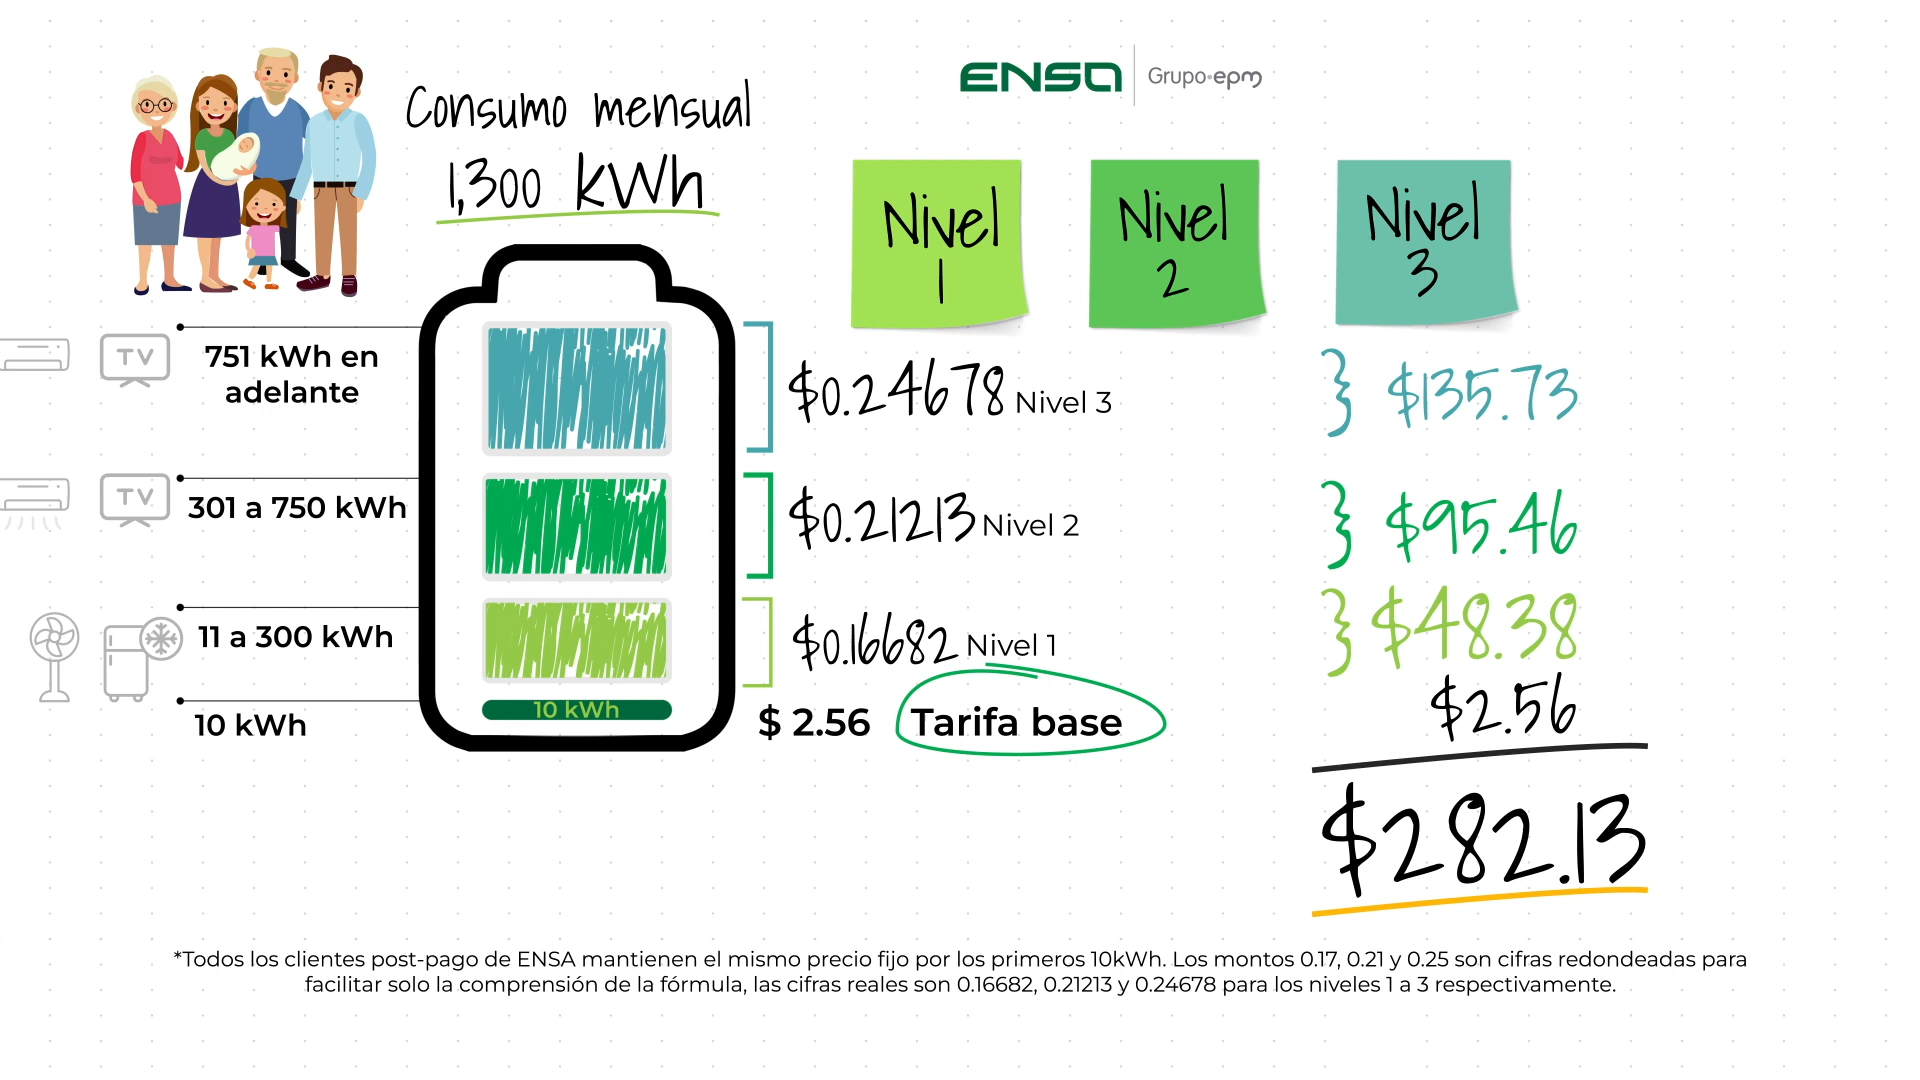 Consumo mensual
1,300 kWh
ENSA Grupo·epm
Nivel
1
Nivel
2
Nivel
3
TV
751 kWh en
adelante
$0.24678 Nivel 3
} $135.73
TV
301 a 750 kWh
$0.21213 Nivel 2
} $95.46
11 a 300 kWh
$0.16682 Nivel 1
} $48.38
10 kWh
10 kWh
$ 2.56 Tarifa base
$2.56
$282.13
*Todos los clientes post-pago de ENSA mantienen el mismo precio fijo por los primeros 10kWh. Los montos 0.17, 0.21 y 0.25 son cifras redondeadas para
facilitar solo la comprensión de la fórmula, las cifras reales son 0.16682, 0.21213 y 0.24678 para los niveles 1 a 3 respectivamente.